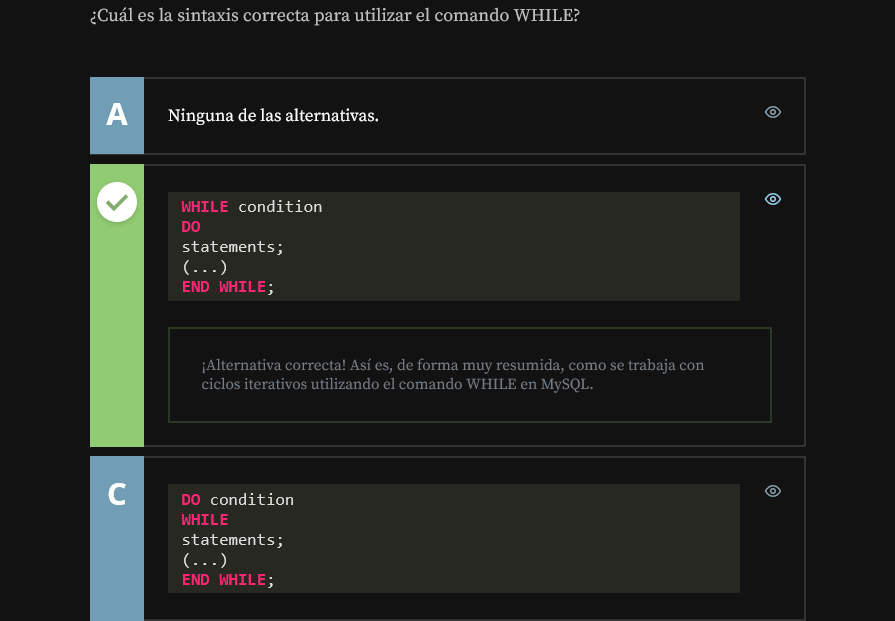 ¿Cuál es la sintaxis correcta para utilizar el comando WHILE?
A
Ninguna de las alternativas.
WHILE condition
DO
statements;
(...)
END WHILE;
¡Alternativa correcta! Así es, de forma muy resumida, como se trabaja con
ciclos iterativos utilizando el comando WHILE en MySQL.
C
DO condition
WHILE
statements;
(...)
END WHILE;